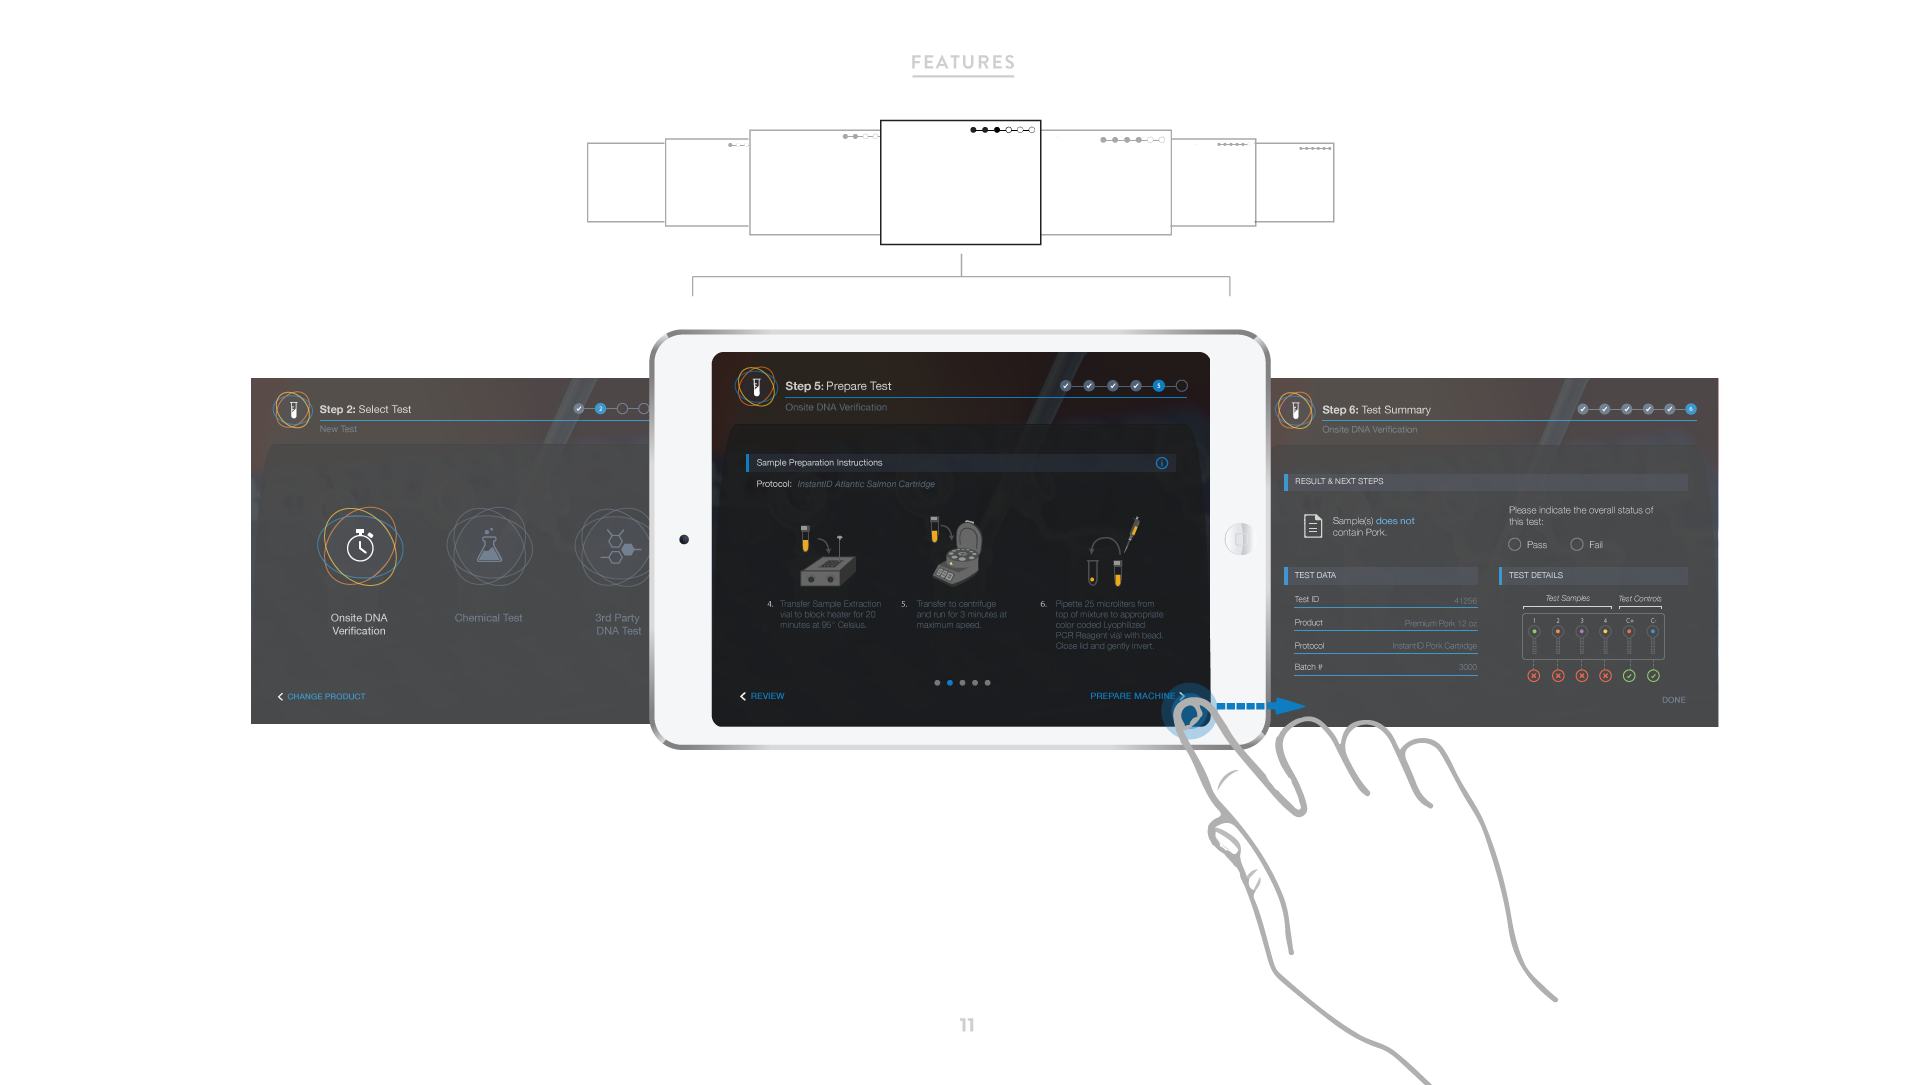 FEATURES
Step 2: Select Test
2
New Test
Onsite DNA
Verification
Chemical Test
3rd Party
DNA Test
CHANGE PRODUCT
Step 5: Prepare Test
5
Onsite DNA Verification
Sample Preparation Instructions
i
Protocol: InstantID Atlantic Salmon Cartridge
4. Transfer Sample Extraction
vial to block heater for 20
minutes at 95° Celsius.
5. Transfer to centrifuge
and run for 3 minutes at
maximum speed.
6. Pipette 25 microliters from
top of mixture to appropriate
color coded Lyophilized
PCR Reagent vial with bead.
Close lid and gently invert.
REVIEW
PREPARE MACHINE
Step 6: Test Summary
6
Onsite DNA Verification
RESULT & NEXT STEPS
Sample(s) does not
contain Pork.
Please indicate the overall status of
this test:
Pass
Fail
TEST DATA
Test ID 41256
Product Premium Pork 12 oz
Protocol InstantID Pork Cartridge
Batch # 3000
TEST DETAILS
Test Samples Test Controls
1 2 3 4 C+ C-
DONE
11